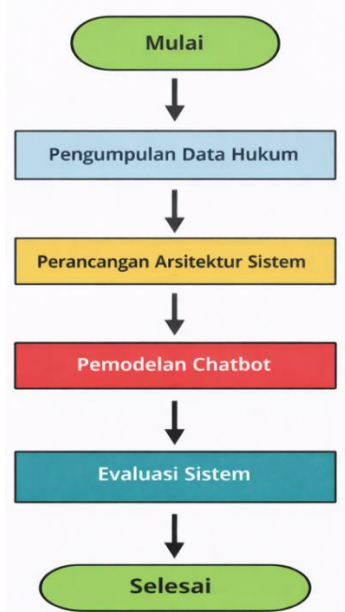 Mulai
Pengumpulan Data Hukum
Perancangan Arsitektur Sistem
Pemodelan Chatbot
Evaluasi Sistem
Selesai